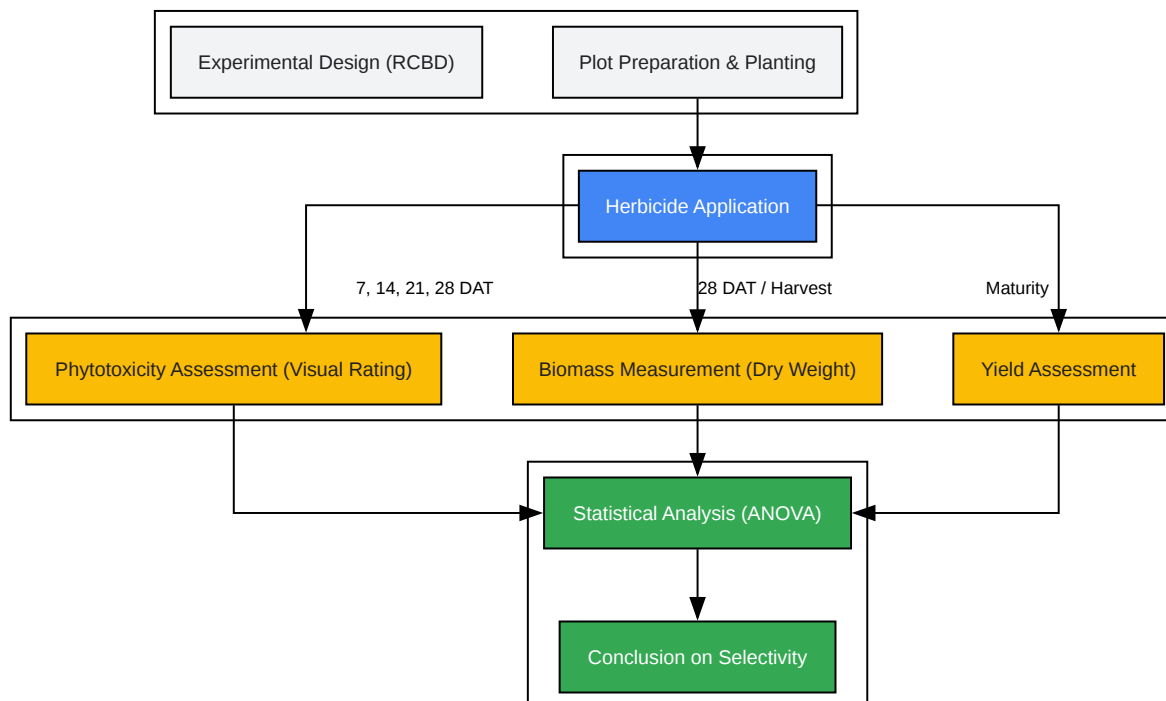 Experimental Design (RCBD)
Plot Preparation & Planting
Herbicide Application
7, 14, 21, 28 DAT
28 DAT / Harvest
Maturity
Phytotoxicity Assessment (Visual Rating)
Biomass Measurement (Dry Weight)
Yield Assessment
Statistical Analysis (ANOVA)
Conclusion on Selectivity